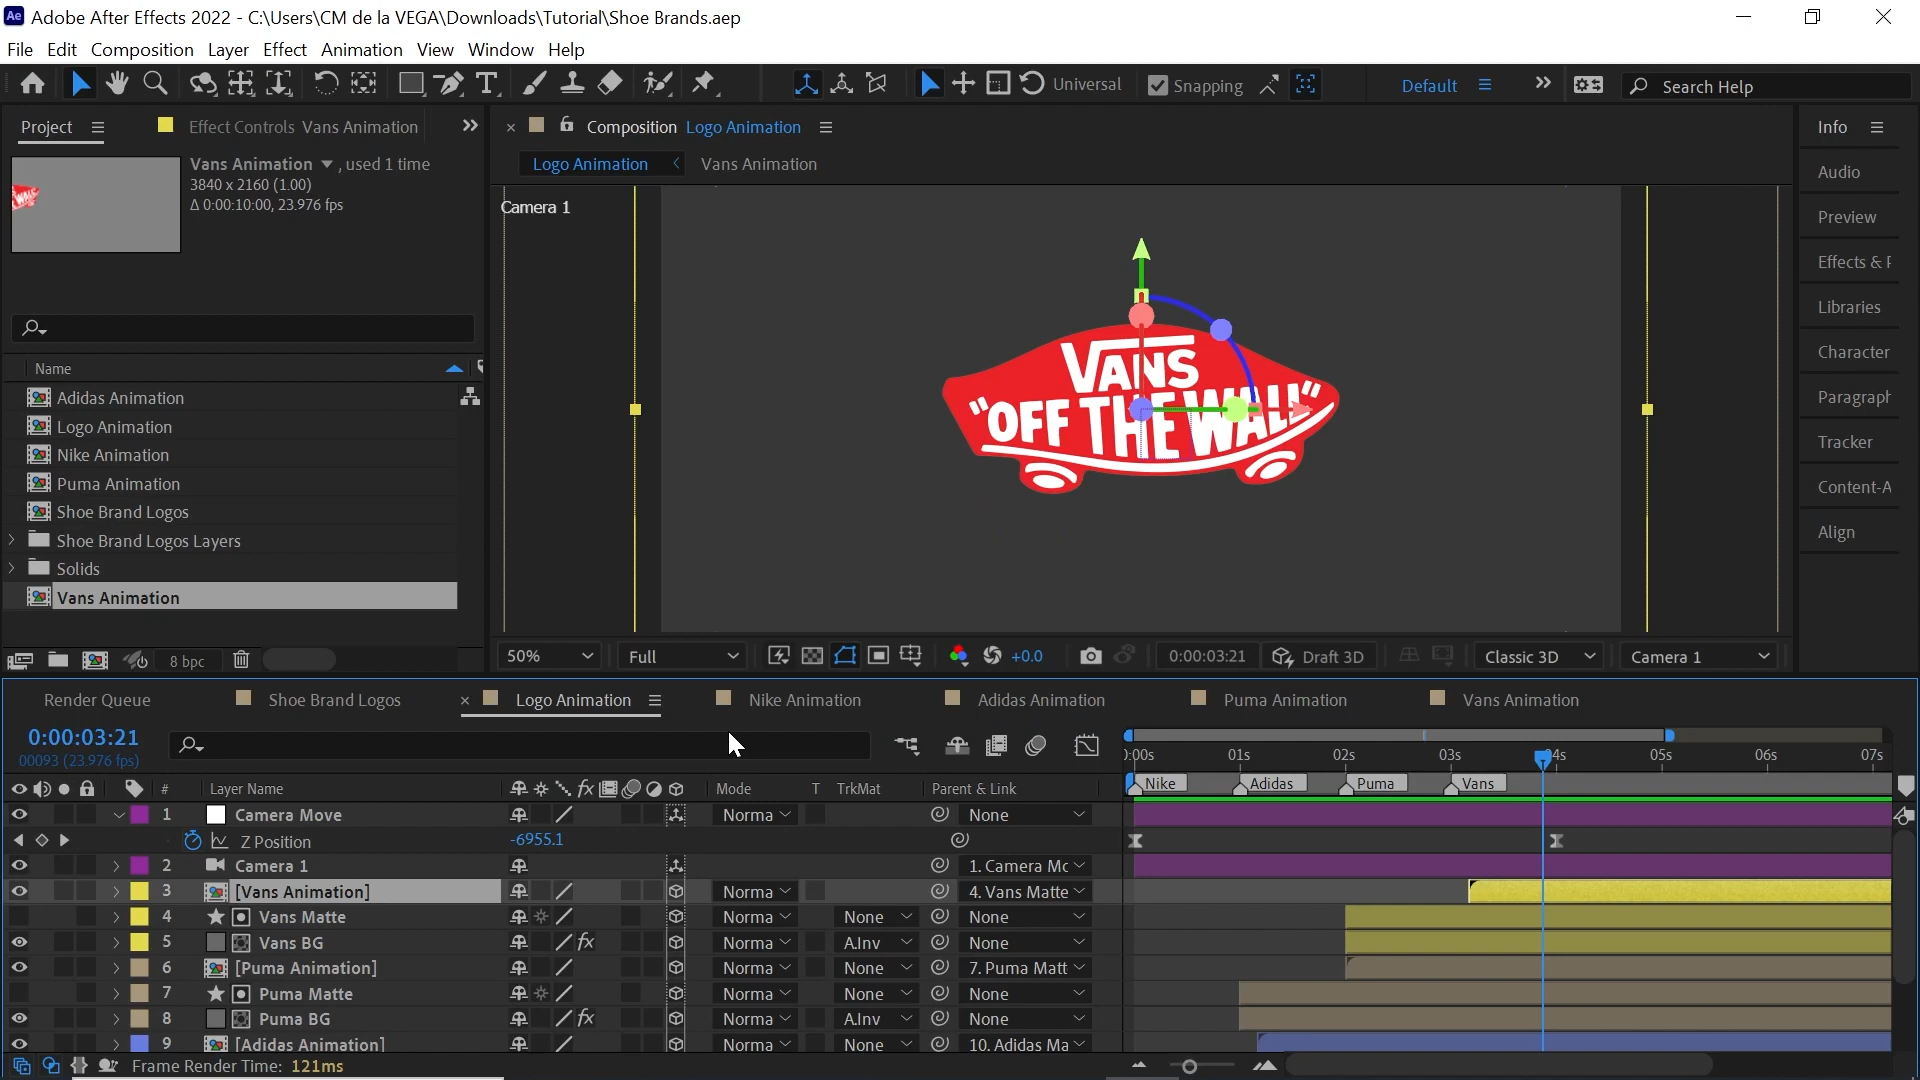 Adobe After Effects 2022 - C:\Users\CM de la VEGA\Downloads\Tutorial\Shoe Brands.aep
File Edit Composition Layer Effect Animation View Window Help
Universal Snapping Default Search Help
Project Effect Controls Vans Animation
Composition Logo Animation
Info
Vans Animation , used 1 time
3840 x 2160 (1.00)
Δ 0:00:10:00, 23.976 fps
Logo Animation Vans Animation
Audio
Camera 1
Preview
Effects & P
Libraries
Character
Paragraph
Tracker
Content-A
Align
VANS
"OFF THE WALL"
Name
Adidas Animation
Logo Animation
Nike Animation
Puma Animation
Shoe Brand Logos
Shoe Brand Logos Layers
Solids
Vans Animation
8 bpc
50% Full +0.0 0:00:03:21 Draft 3D Classic 3D Camera 1
Render Queue Shoe Brand Logos Logo Animation Nike Animation Adidas Animation Puma Animation Vans Animation
0:00:03:21
00093 (23.976 fps)
:00s 01s 02s 03s 04s 05s 06s 07s
Nike Adidas Puma Vans
# Layer Name Mode T TrkMat Parent & Link
1 Camera Move Norma None
Z Position -6955.1
2 Camera 1 1. Camera Mc
3 [Vans Animation] Norma 4. Vans Matte
4 Vans Matte Norma None None
5 Vans BG fx Norma A.Inv None
6 [Puma Animation] Norma None 7. Puma Matt
7 Puma Matte Norma None None
8 Puma BG fx Norma A.Inv None
9 [Adidas Animation] Norma None 10. Adidas Ma
Frame Render Time: 121ms